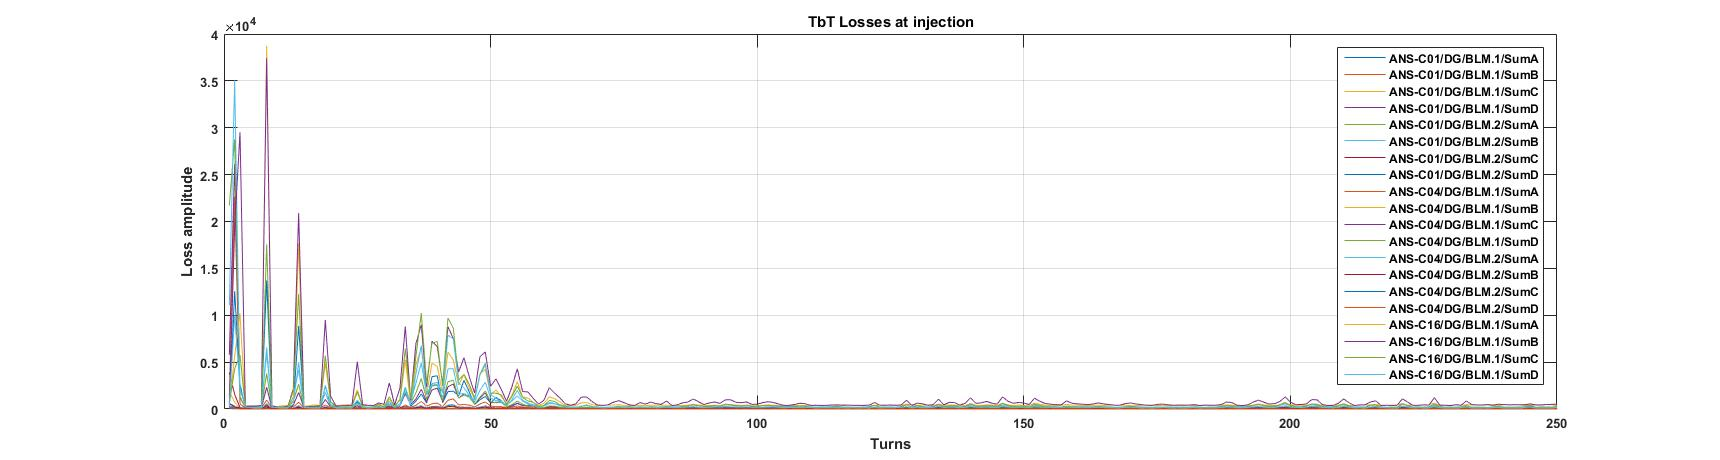 TbT Losses at injection
×10⁴
4
3.5
3
2.5
2
1.5
1
0.5
0
Loss amplitude
0 50 100 150 200 250
Turns
ANS-C01/DG/BLM.1/SumA
ANS-C01/DG/BLM.1/SumB
ANS-C01/DG/BLM.1/SumC
ANS-C01/DG/BLM.1/SumD
ANS-C01/DG/BLM.2/SumA
ANS-C01/DG/BLM.2/SumB
ANS-C01/DG/BLM.2/SumC
ANS-C01/DG/BLM.2/SumD
ANS-C04/DG/BLM.1/SumA
ANS-C04/DG/BLM.1/SumB
ANS-C04/DG/BLM.1/SumC
ANS-C04/DG/BLM.1/SumD
ANS-C04/DG/BLM.2/SumA
ANS-C04/DG/BLM.2/SumB
ANS-C04/DG/BLM.2/SumC
ANS-C04/DG/BLM.2/SumD
ANS-C16/DG/BLM.1/SumA
ANS-C16/DG/BLM.1/SumB
ANS-C16/DG/BLM.1/SumC
ANS-C16/DG/BLM.1/SumD